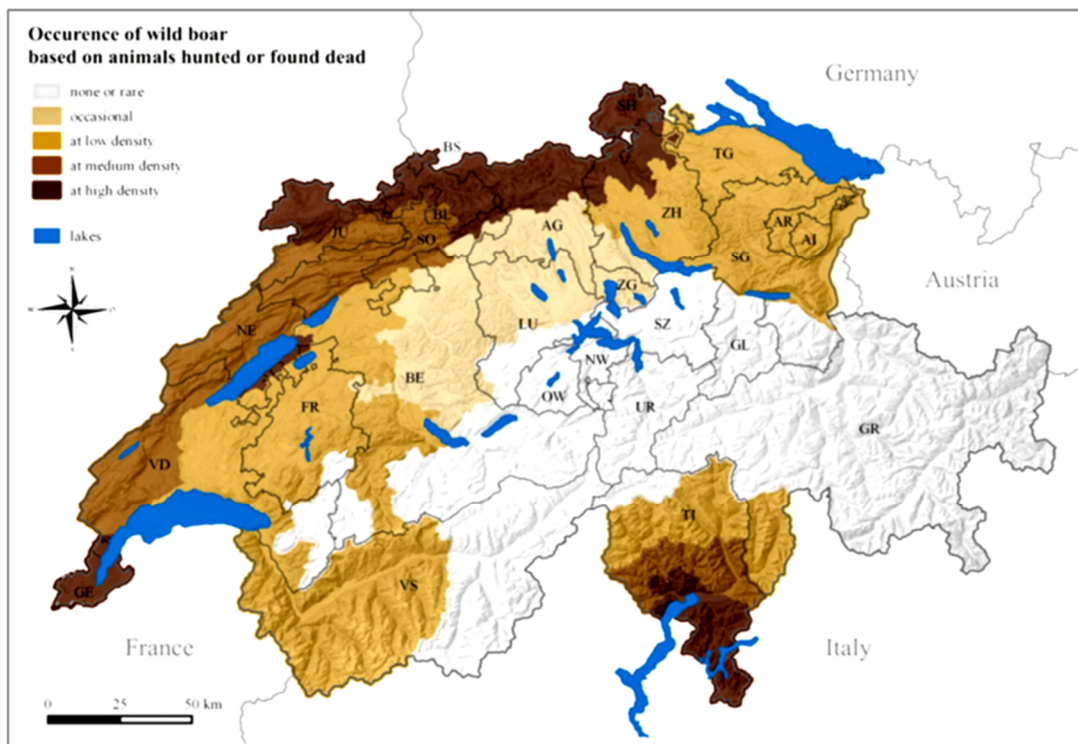 Occurence of wild boar
based on animals hunted or found dead
none or rare
occasional
at low density
at medium density
at high density
lakes
N
W
O
S
Germany
SH
BS
TG
BL
JU
SO
AG
ZH
AR
AI
SG
Austria
ZG
NE
LU
SZ
GL
NW
BE
OW
FR
UR
GR
VD
TI
VS
GE
France
Italy
0 25 50 km